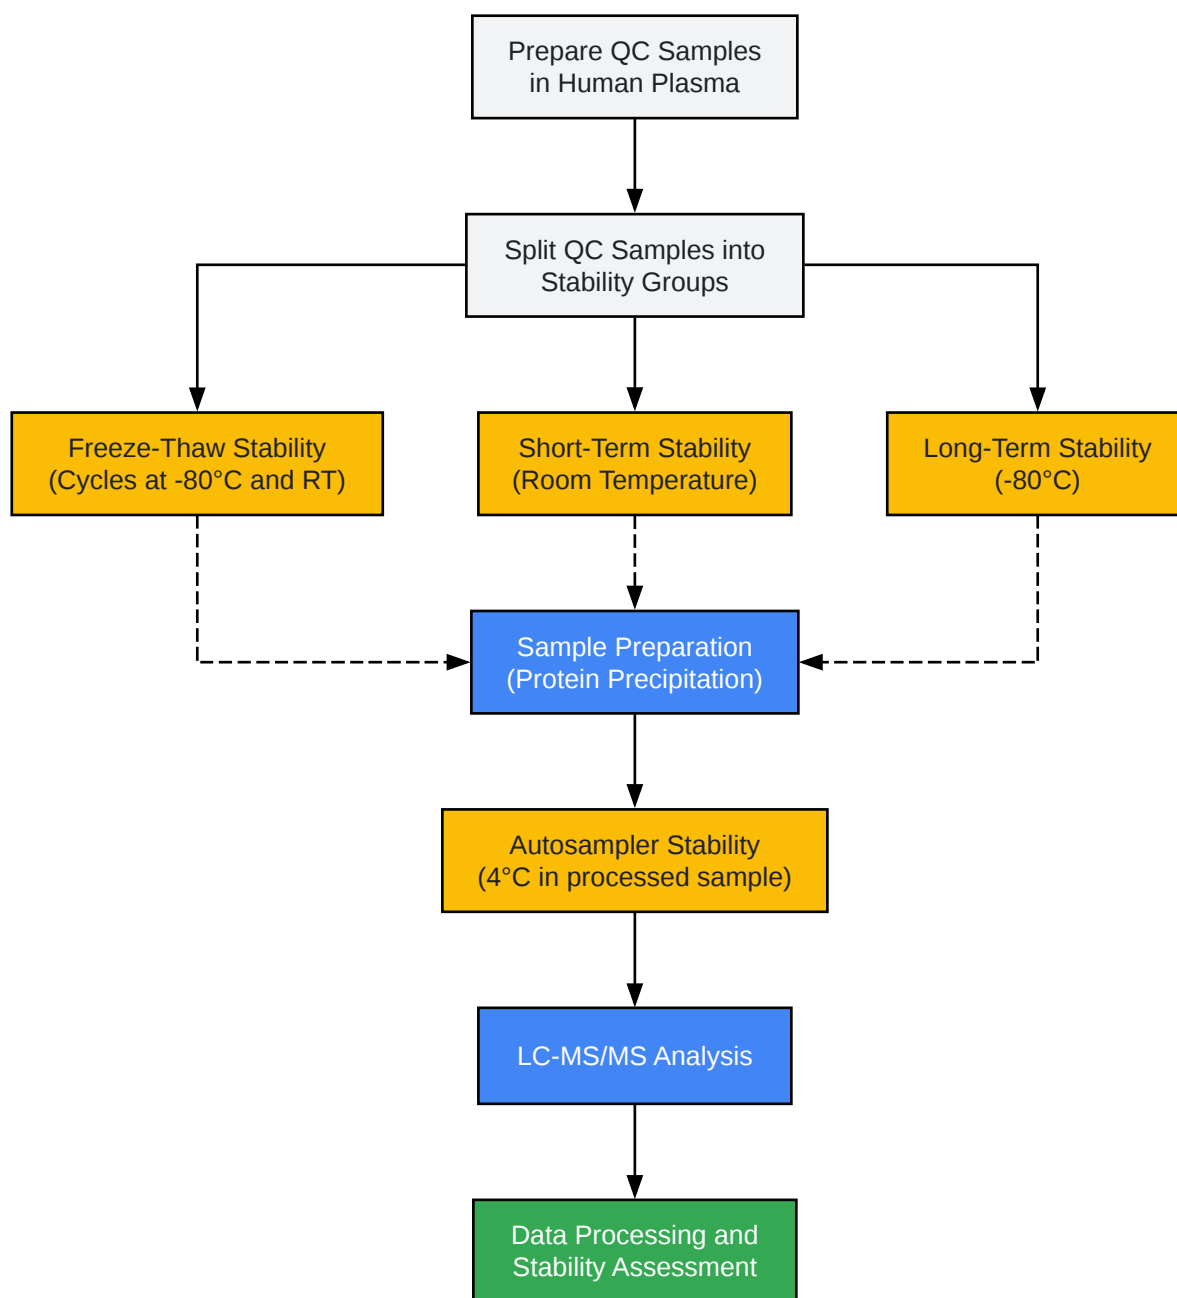 Prepare QC Samples
in Human Plasma
Split QC Samples into
Stability Groups
Freeze-Thaw Stability
(Cycles at -80°C and RT)
Short-Term Stability
(Room Temperature)
Long-Term Stability
(-80°C)
Sample Preparation
(Protein Precipitation)
Autosampler Stability
(4°C in processed sample)
LC-MS/MS Analysis
Data Processing and
Stability Assessment